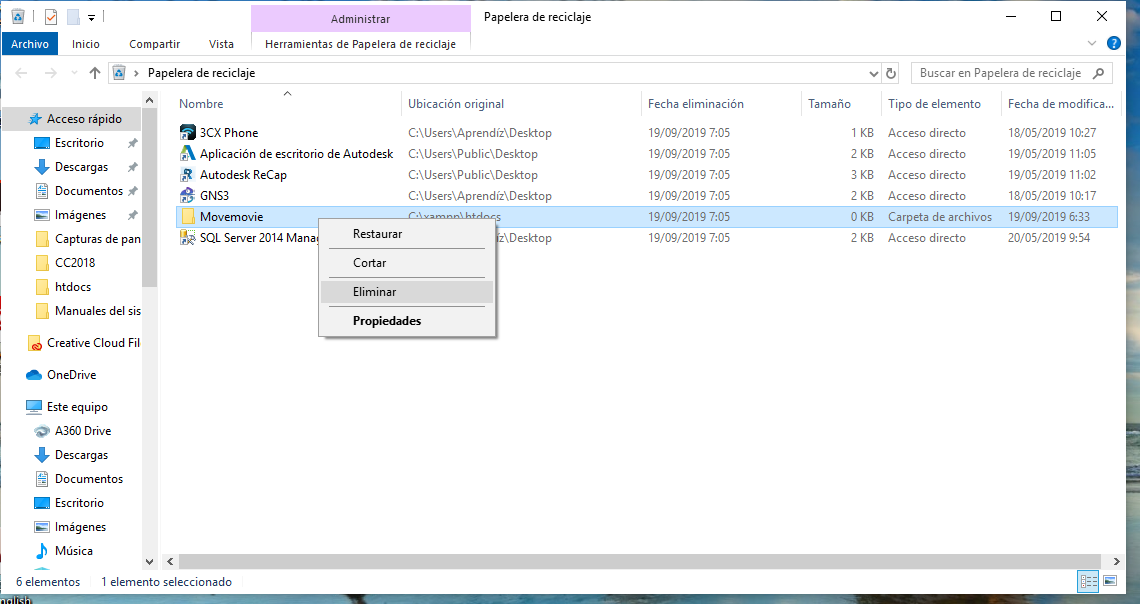 Administrar
Papelera de reciclaje
Archivo Inicio Compartir Vista Herramientas de Papelera de reciclaje
Papelera de reciclaje
Buscar en Papelera de reciclaje
Nombre Ubicación original Fecha eliminación Tamaño Tipo de elemento Fecha de modifica...
3CX Phone C:\Users\Aprendíz\Desktop 19/09/2019 7:05 1 KB Acceso directo 18/05/2019 10:27
Aplicación de escritorio de Autodesk C:\Users\Public\Desktop 19/09/2019 7:05 2 KB Acceso directo 19/05/2019 11:05
Autodesk ReCap C:\Users\Public\Desktop 19/09/2019 7:05 3 KB Acceso directo 19/05/2019 11:02
GNS3 C:\Users\Aprendíz\Desktop 19/09/2019 7:05 2 KB Acceso directo 18/05/2019 10:17
Movemovie C:\xampp\htdocs 19/09/2019 7:05 0 KB Carpeta de archivos 19/09/2019 6:33
SQL Server 2014 Manag íz\Desktop 19/09/2019 7:05 2 KB Acceso directo 20/05/2019 9:54
Restaurar
Cortar
Eliminar
Propiedades
Acceso rápido
Escritorio
Descargas
Documentos
Imágenes
Capturas de pan
CC2018
htdocs
Manuales del sis
Creative Cloud Fil
OneDrive
Este equipo
A360 Drive
Descargas
Documentos
Escritorio
Imágenes
Música
6 elementos 1 elemento seleccionado
nglish